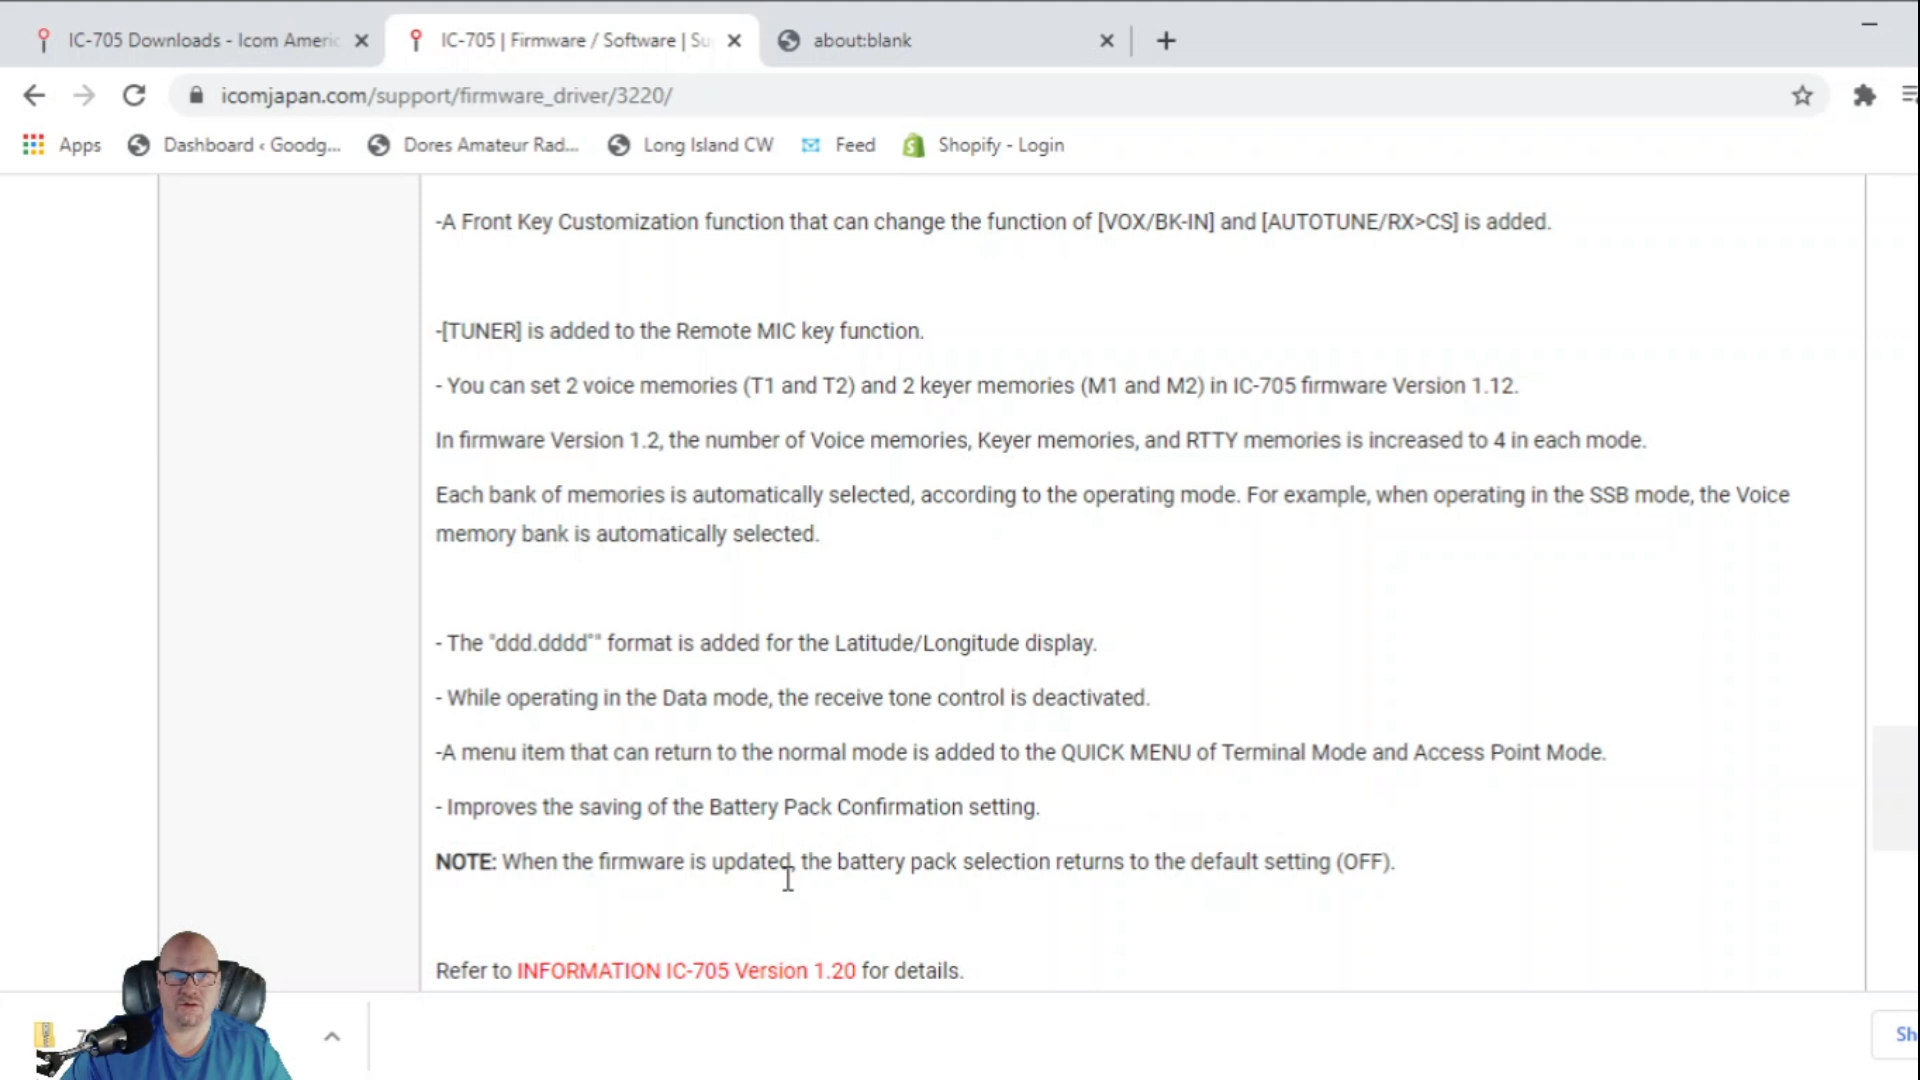 IC-705 Downloads - Icom Americ
IC-705 | Firmware / Software | Su
about:blank
icomjapan.com/support/firmware_driver/3220/
Apps
Dashboard ‹ Goodg...
Dores Amateur Rad...
Long Island CW
Feed
Shopify - Login
-A Front Key Customization function that can change the function of [VOX/BK-IN] and [AUTOTUNE/RX>CS] is added.
-[TUNER] is added to the Remote MIC key function.
- You can set 2 voice memories (T1 and T2) and 2 keyer memories (M1 and M2) in IC-705 firmware Version 1.12.
In firmware Version 1.2, the number of Voice memories, Keyer memories, and RTTY memories is increased to 4 in each mode.
Each bank of memories is automatically selected, according to the operating mode. For example, when operating in the SSB mode, the Voice
memory bank is automatically selected.
- The "ddd.dddd°" format is added for the Latitude/Longitude display.
- While operating in the Data mode, the receive tone control is deactivated.
-A menu item that can return to the normal mode is added to the QUICK MENU of Terminal Mode and Access Point Mode.
- Improves the saving of the Battery Pack Confirmation setting.
NOTE: When the firmware is updated, the battery pack selection returns to the default setting (OFF).
Refer to INFORMATION IC-705 Version 1.20 for details.
Sh